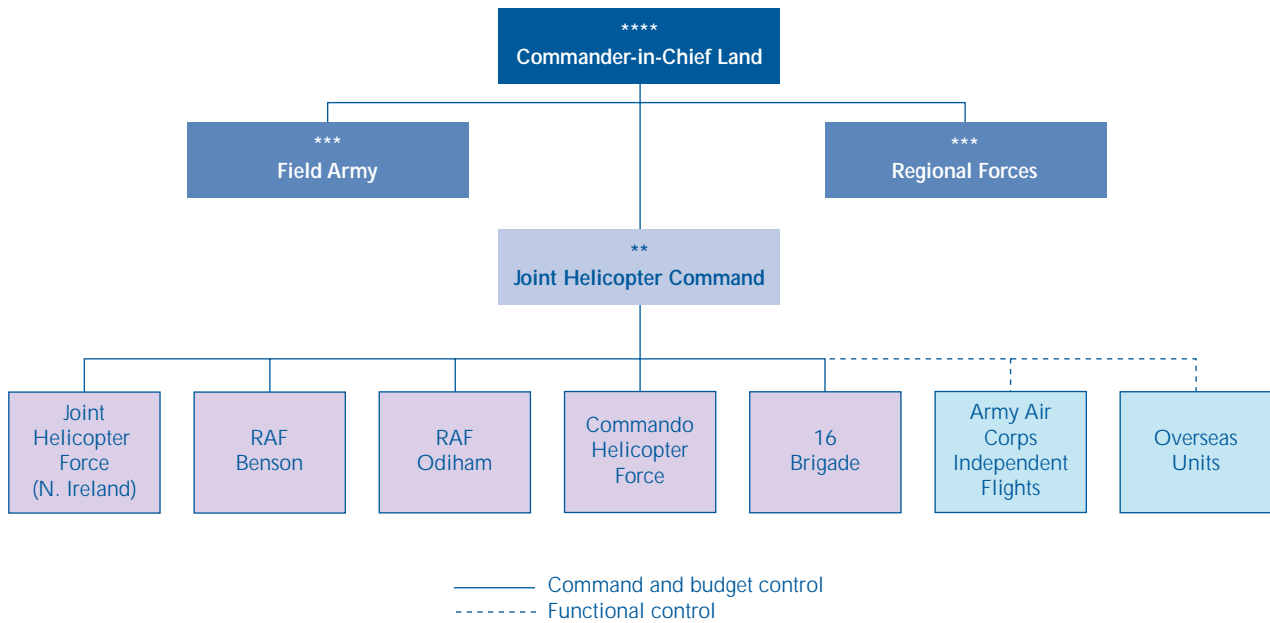 ****
Commander-in-Chief Land
***
Field Army
***
Regional Forces
**
Joint Helicopter Command
Joint
Helicopter
Force
(N. Ireland)
RAF
Benson
RAF
Odiham
Commando
Helicopter
Force
16
Brigade
Army Air
Corps
Independent
Flights
Overseas
Units
Command and budget control
Functional control